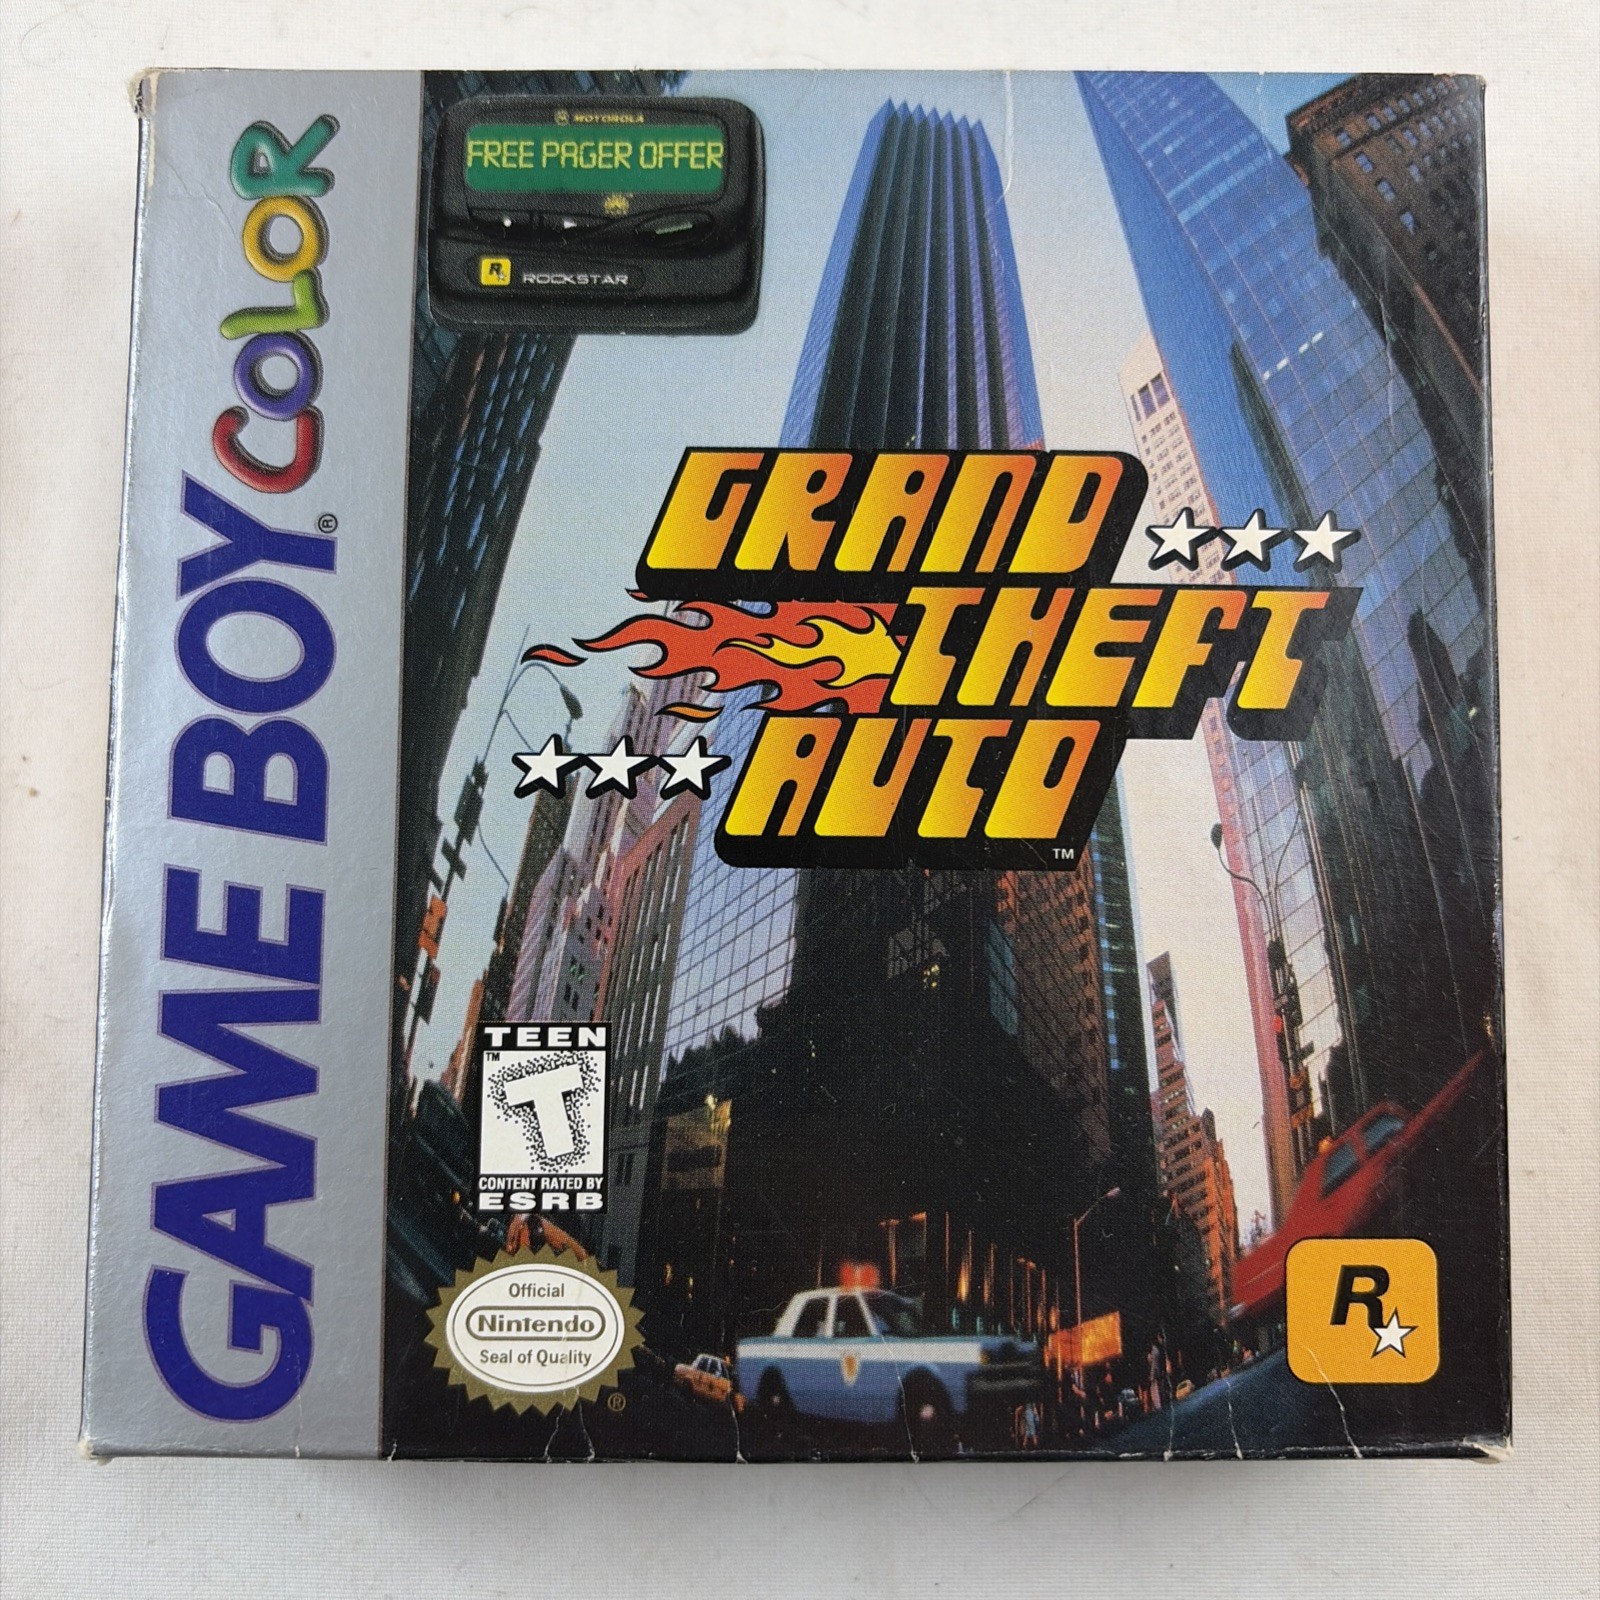 GAME BOY COLOR
®
MOTOROLA
FREE PAGER OFFER
R ROCKSTAR
GRAND
THEFT
AUTO
TM
TEEN
TM
T
CONTENT RATED BY
ESRB
Official
Nintendo
Seal of Quality
®
R